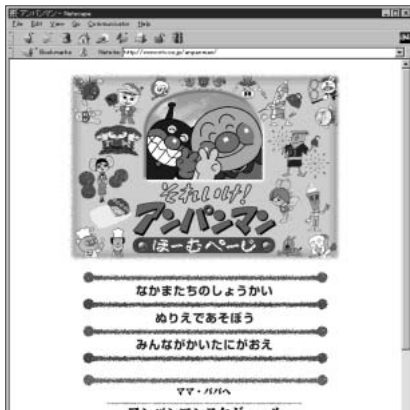 アンパンマン - Netscape
File Edit View Go Communicator Help
Bookmarks
それいけ!
アンパンマン
ほーむぺーじ
なかまたちのしょうかい
ぬりえであそぼう
みんながかいたにがおえ
ママ・パパへ